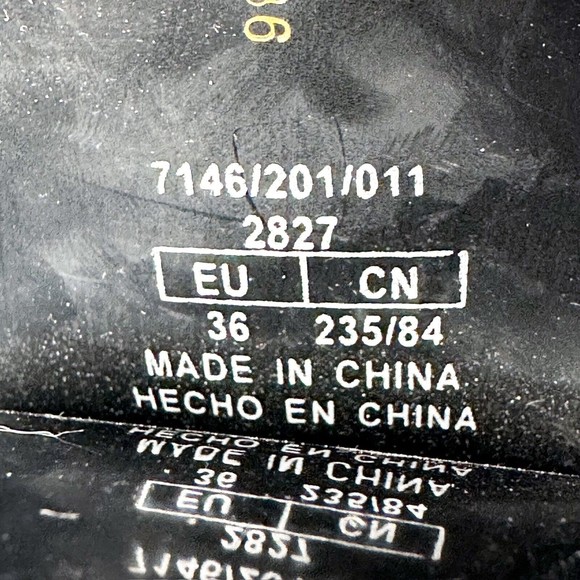 7146/201/011
2827
EU CN
36 235/84
MADE IN CHINA
HECHO EN CHINA